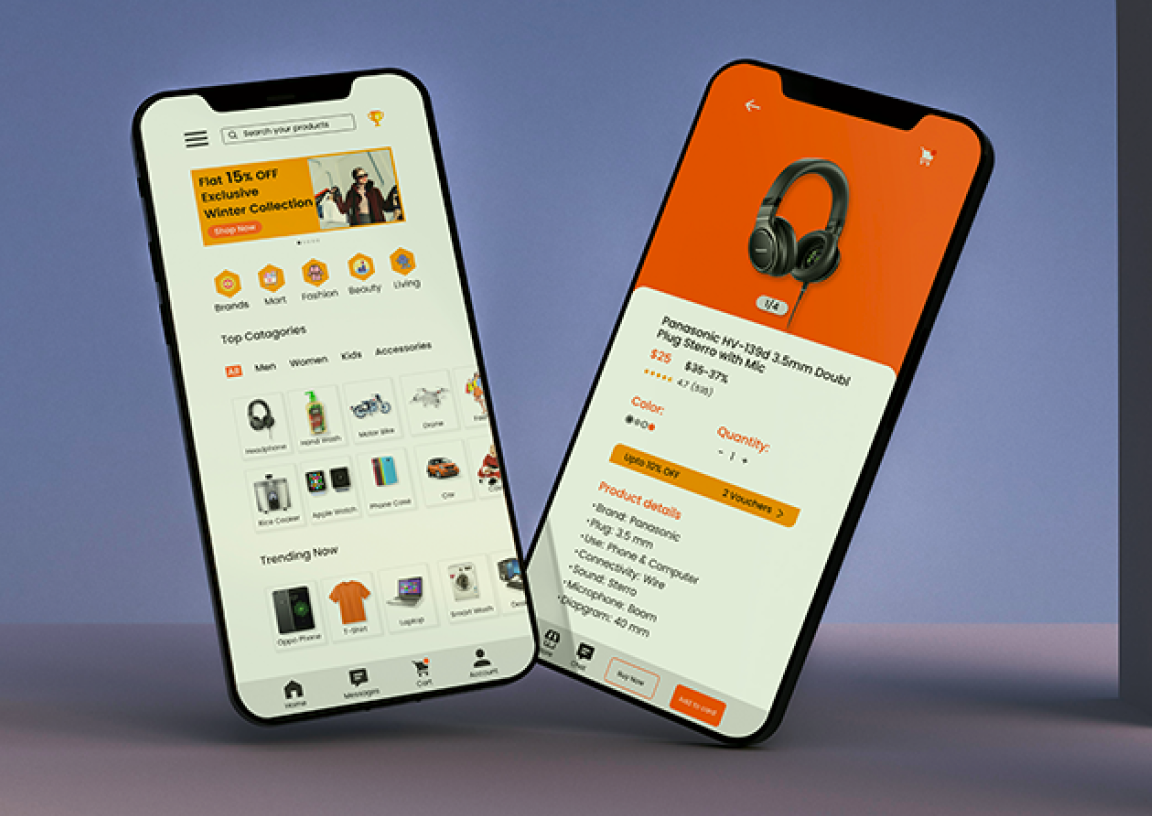 Search your products
Flat 15% OFF
Exclusive
Winter Collection
Shop Now
Brands
Mart
Fashion
Beauty
Living
Top Catagories
All
Men
Women
Kids
Accessories
Headphone
Hand Wash
Motor Bike
Drone
Rice Cooker
Apple Watch
Phone Case
Car
Trending Now
Oppo Phone
T-Shirt
Laptop
Smart Wash
Home
Messages
Cart
Account
1/4
Panasonic HV-139d 3.5mm Doubl
Plug Sterro with Mic
$25 $35-37%
4.7 (535)
Color:
Quantity:
- 1 +
Upto 10% OFF
2 Vouchers >
Product details
•Brand: Panasonic
•Plug: 3.5 mm
•Use: Phone & Computer
•Connectivity: Wire
•Sound: Sterro
•Microphone: Boom
•Diapgram: 40 mm
Chat
Buy Now
Add to card